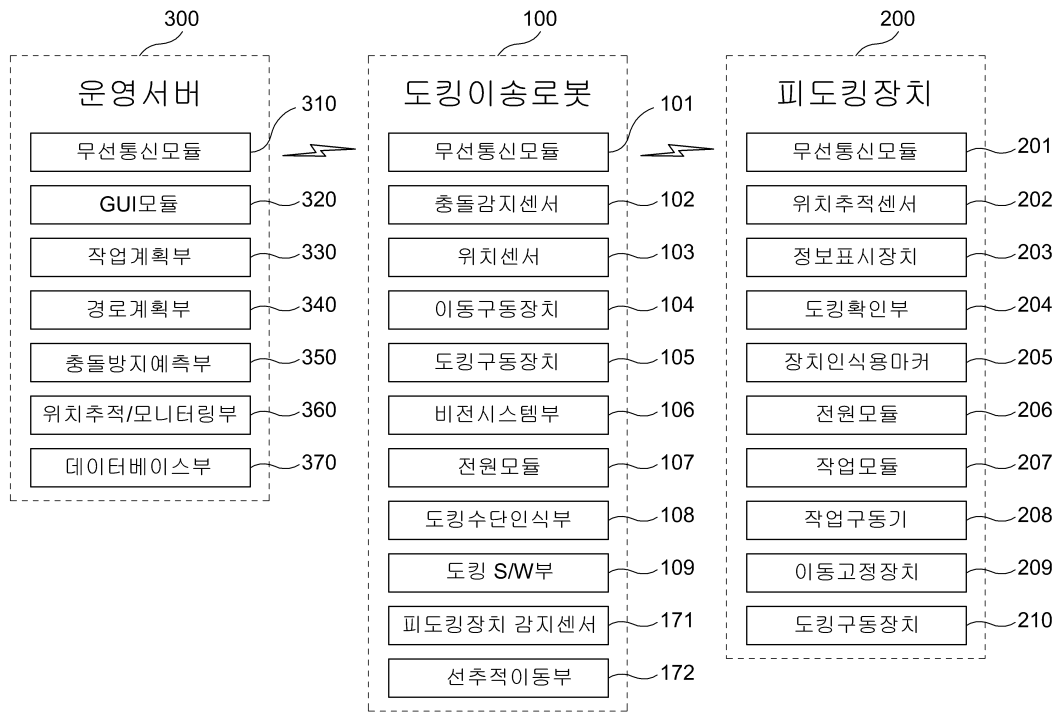 300
운영서버
무선통신모듈 310
GUI모듈 320
작업계획부 330
경로계획부 340
충돌방지예측부 350
위치추적/모니터링부 360
데이터베이스부 370
100
도킹이송로봇
무선통신모듈 101
충돌감지센서 102
위치센서 103
이동구동장치 104
도킹구동장치 105
비전시스템부 106
전원모듈 107
도킹수단인식부 108
도킹 S/W부 109
피도킹장치 감지센서 171
선추적이동부 172
200
피도킹장치
무선통신모듈 201
위치추적센서 202
정보표시장치 203
도킹확인부 204
장치인식용마커 205
전원모듈 206
작업모듈 207
작업구동기 208
이동고정장치 209
도킹구동장치 210